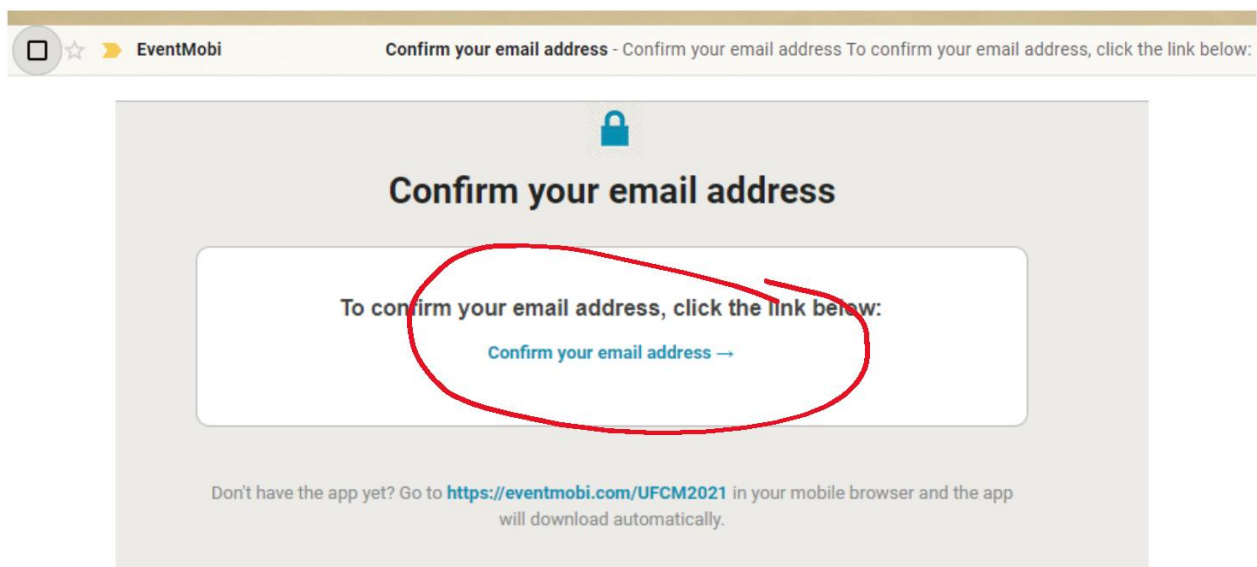 EventMobi Confirm your email address - Confirm your email address To confirm your email address, click the link below:
Confirm your email address
To confirm your email address, click the link below:
Confirm your email address →
Don't have the app yet? Go to https://eventmobi.com/UFCM2021 in your mobile browser and the app
will download automatically.